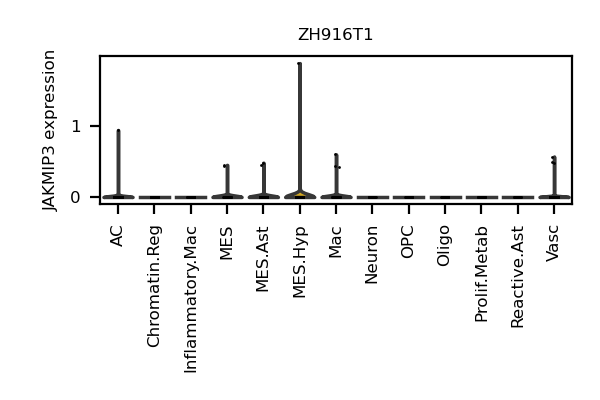 ZH916T1
JAKMIP3 expression
1
0
AC
Chromatin.Reg
Inflammatory.Mac
MES
MES.Ast
MES.Hyp
Mac
Neuron
OPC
Oligo
Prolif.Metab
Reactive.Ast
Vasc